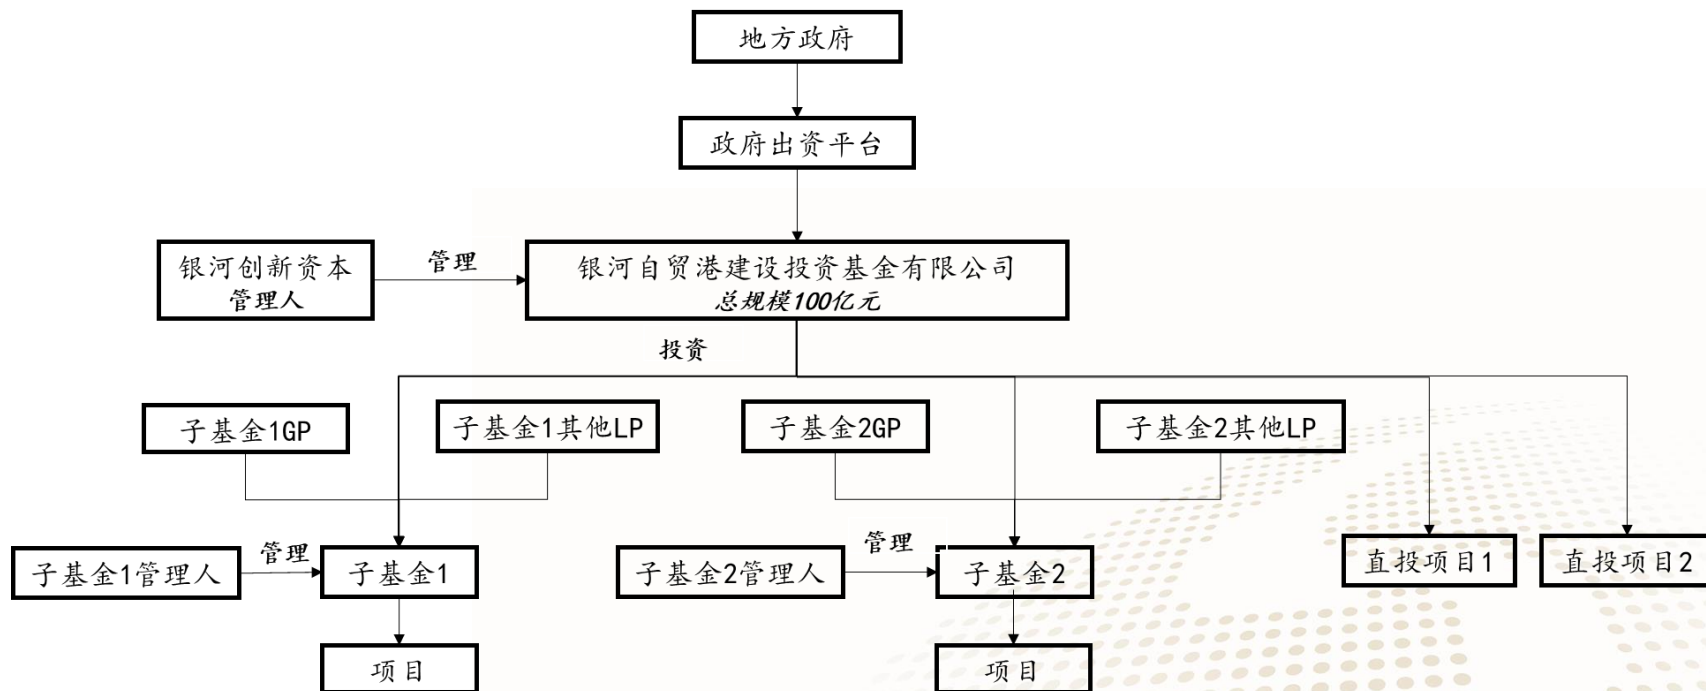 地方政府
政府出资平台
银河创新资本
管理人
管理
银河自贸港建设投资基金有限公司
总规模100亿元
投资
子基金1GP
子基金1其他LP
子基金2GP
子基金2其他LP
子基金1管理人
管理
子基金1
子基金2管理人
管理
子基金2
直投项目1
直投项目2
项目
项目